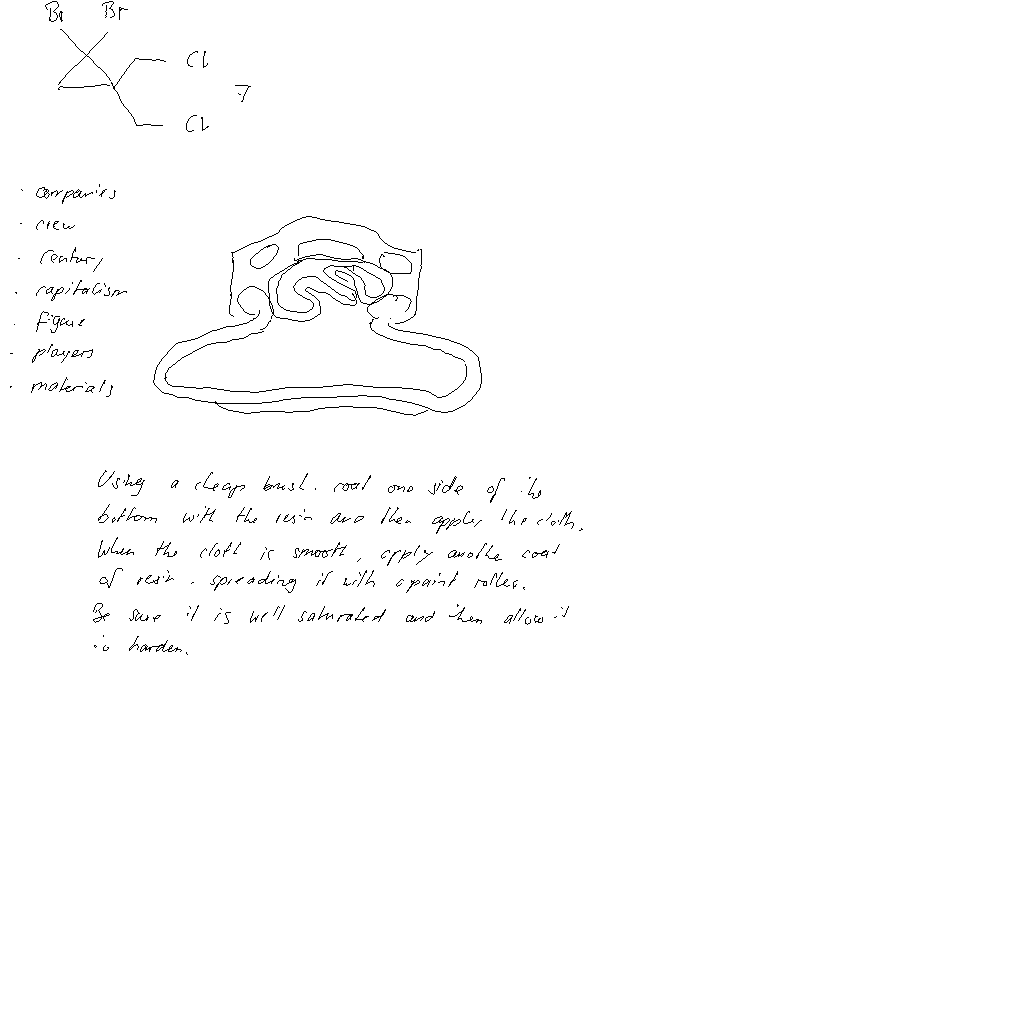 Br Br
Cl
7
Cl
· companies
· crew
· century
· capitalism
· figure
· players
· materials
Using a cheap brush. coat one side of the
bottom with the resin and then apply the cloth.
When the cloth is smooth, apply another coat
of resin. spreading it with a paint roller.
Be sure it is well saturated and then allow it
to harden.